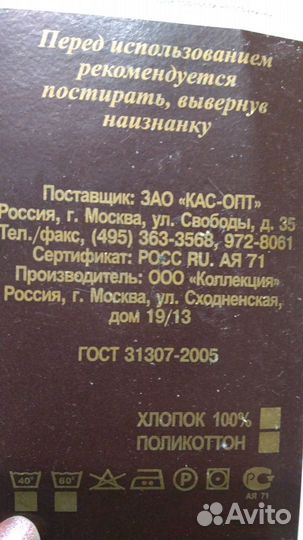 Перед использованием
рекомендуется
постирать, вывернув
наизнанку
Поставщик: ЗАО «КАС-ОПТ»
Россия, г. Москва, ул. Свободы, д. 35
Тел./факс, (495) 363-3568, 972-8061
Сертификат: РОСС RU. АЯ 71
Производитель: ООО «Коллекция»
Россия, г. Москва, ул. Сходненская,
дом 19/13
ГОСТ 31307-2005
ХЛОПОК 100%
ПОЛИКОТТОН
40° 60° P РСТ
АЯ 71
Avito